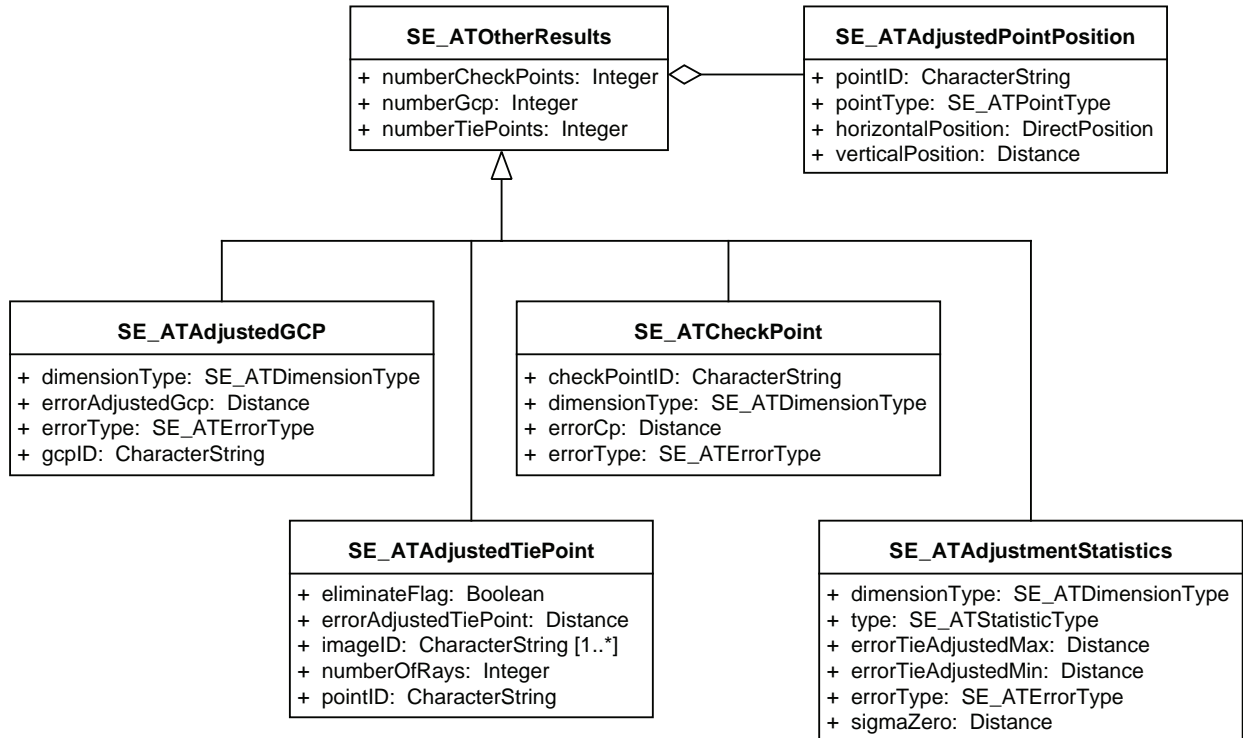 SE_ATOtherResults
+ numberCheckPoints: Integer
+ numberGcp: Integer
+ numberTiePoints: Integer
SE_ATAdjustedPointPosition
+ pointID: CharacterString
+ pointType: SE_ATPointType
+ horizontalPosition: DirectPosition
+ verticalPosition: Distance
SE_ATAdjustedGCP
+ dimensionType: SE_ATDimensionType
+ errorAdjustedGcp: Distance
+ errorType: SE_ATErrorType
+ gcpID: CharacterString
SE_ATCheckPoint
+ checkPointID: CharacterString
+ dimensionType: SE_ATDimensionType
+ errorCp: Distance
+ errorType: SE_ATErrorType
SE_ATAdjustedTiePoint
+ eliminateFlag: Boolean
+ errorAdjustedTiePoint: Distance
+ imageID: CharacterString [1..*]
+ numberOfRays: Integer
+ pointID: CharacterString
SE_ATAdjustmentStatistics
+ dimensionType: SE_ATDimensionType
+ type: SE_ATStatisticType
+ errorTieAdjustedMax: Distance
+ errorTieAdjustedMin: Distance
+ errorType: SE_ATErrorType
+ sigmaZero: Distance